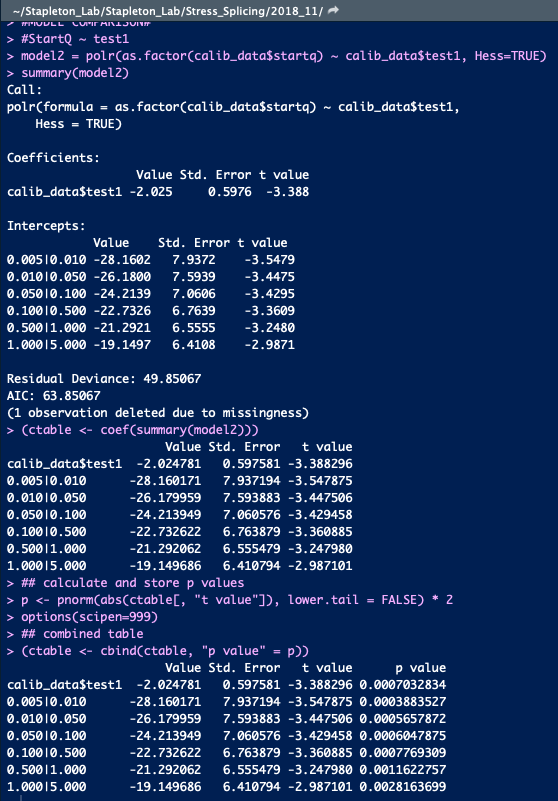 ~/Stapleton_Lab/Stapleton_Lab/Stress_Splicing/2018_11/
> #MODEL COMPARISON#
> #StartQ ~ test1
> model2 = polr(as.factor(calib_data$startq) ~ calib_data$test1, Hess=TRUE)
> summary(model2)
Call:
polr(formula = as.factor(calib_data$startq) ~ calib_data$test1,
    Hess = TRUE)

Coefficients:
                  Value Std. Error t value
calib_data$test1 -2.025     0.5976  -3.388

Intercepts:
            Value    Std. Error t value
0.005|0.010 -28.1602   7.9372    -3.5479
0.010|0.050 -26.1800   7.5939    -3.4475
0.050|0.100 -24.2139   7.0606    -3.4295
0.100|0.500 -22.7326   6.7639    -3.3609
0.500|1.000 -21.2921   6.5555    -3.2480
1.000|5.000 -19.1497   6.4108    -2.9871

Residual Deviance: 49.85067
AIC: 63.85067
(1 observation deleted due to missingness)
> (ctable <- coef(summary(model2)))
                      Value Std. Error   t value
calib_data$test1  -2.024781   0.597581 -3.388296
0.005|0.010      -28.160171   7.937194 -3.547875
0.010|0.050      -26.179959   7.593883 -3.447506
0.050|0.100      -24.213949   7.060576 -3.429458
0.100|0.500      -22.732622   6.763879 -3.360885
0.500|1.000      -21.292062   6.555479 -3.247980
1.000|5.000      -19.149686   6.410794 -2.987101
> ## calculate and store p values
> p <- pnorm(abs(ctable[, "t value"]), lower.tail = FALSE) * 2
> options(scipen=999)
> ## combined table
> (ctable <- cbind(ctable, "p value" = p))
                      Value Std. Error   t value      p value
calib_data$test1  -2.024781   0.597581 -3.388296 0.0007032834
0.005|0.010      -28.160171   7.937194 -3.547875 0.0003883527
0.010|0.050      -26.179959   7.593883 -3.447506 0.0005657872
0.050|0.100      -24.213949   7.060576 -3.429458 0.0006047875
0.100|0.500      -22.732622   6.763879 -3.360885 0.0007769309
0.500|1.000      -21.292062   6.555479 -3.247980 0.0011622757
1.000|5.000      -19.149686   6.410794 -2.987101 0.0028163699